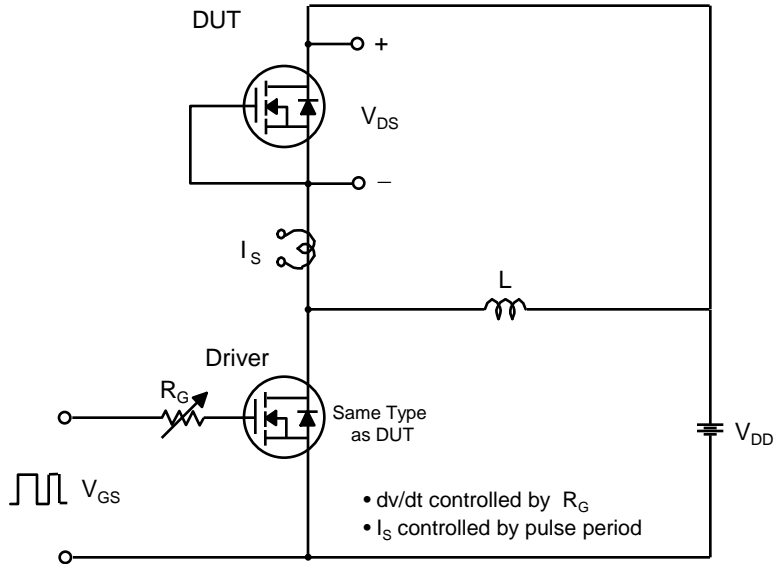 DUT
+
V_DS
−
I_S
L
Driver
R_G
Same Type
as DUT
V_DD
V_GS
• dv/dt controlled by R_G
• I_S controlled by pulse period